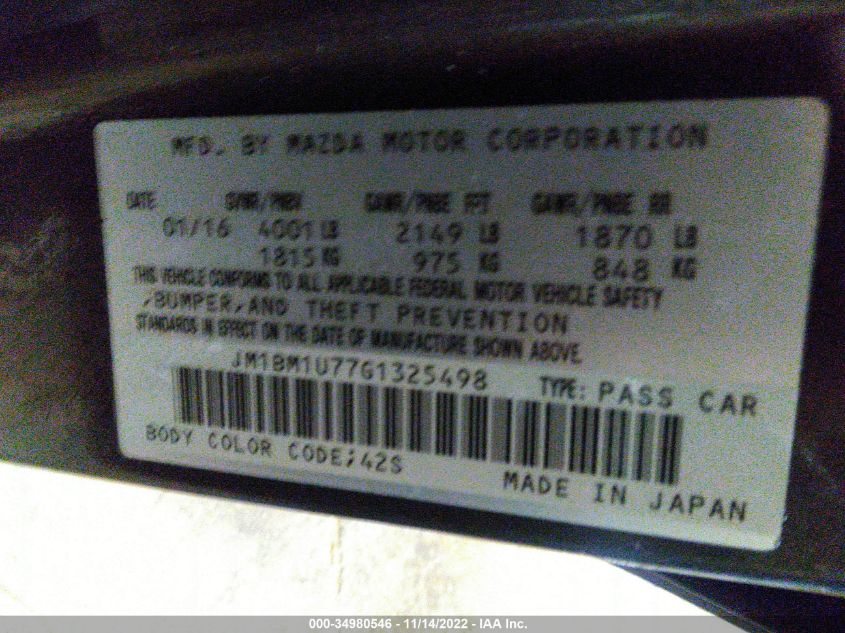 MFD. BY MAZDA MOTOR CORPORATION
DATE GVWR/PNBV GAWR/PNBE FRT GAWR/PNBE RR
01/16 4001 LB 2149 LB 1870 LB
1815 KG 975 KG 848 KG
THIS VEHICLE CONFORMS TO ALL APPLICABLE FEDERAL MOTOR VEHICLE SAFETY
,BUMPER,AND THEFT PREVENTION
STANDARDS IN EFFECT ON THE DATE OF MANUFACTURE SHOWN ABOVE.
JM1BM1U77G1325498 TYPE: PASS CAR
BODY COLOR CODE;42S
MADE IN JAPAN
000-34980546 - 11/14/2022 - IAA Inc.